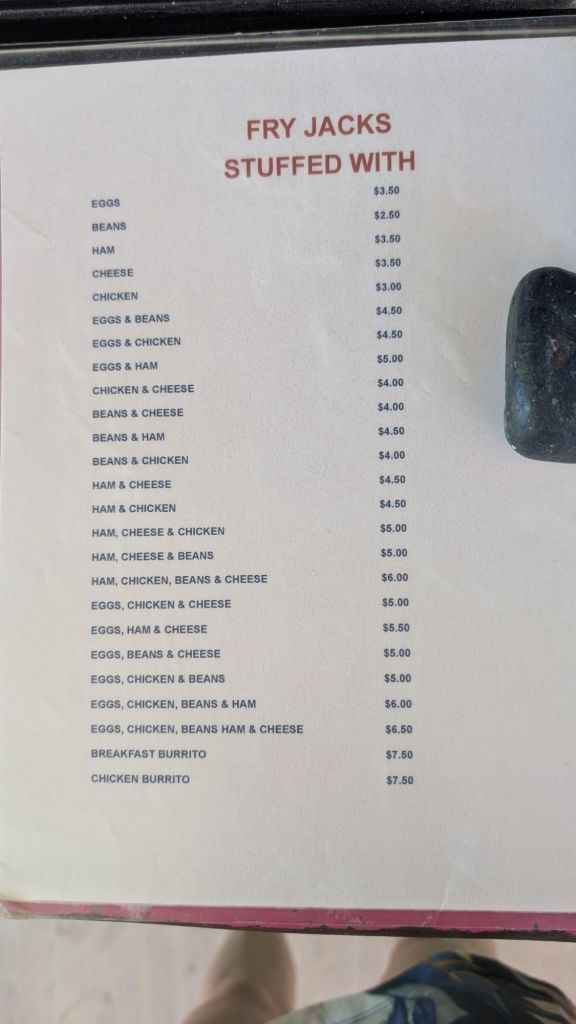 FRY JACKS
STUFFED WITH
EGGS $3.50
BEANS $2.50
HAM $3.50
CHEESE $3.50
CHICKEN $3.00
EGGS & BEANS $4.50
EGGS & CHICKEN $4.50
EGGS & HAM $5.00
CHICKEN & CHEESE $4.00
BEANS & CHEESE $4.00
BEANS & HAM $4.50
BEANS & CHICKEN $4.00
HAM & CHEESE $4.50
HAM & CHICKEN $4.50
HAM, CHEESE & CHICKEN $5.00
HAM, CHEESE & BEANS $5.00
HAM, CHICKEN, BEANS & CHEESE $6.00
EGGS, CHICKEN & CHEESE $5.00
EGGS, HAM & CHEESE $5.50
EGGS, BEANS & CHEESE $5.00
EGGS, CHICKEN & BEANS $5.00
EGGS, CHICKEN, BEANS & HAM $6.00
EGGS, CHICKEN, BEANS HAM & CHEESE $6.50
BREAKFAST BURRITO $7.50
CHICKEN BURRITO $7.50